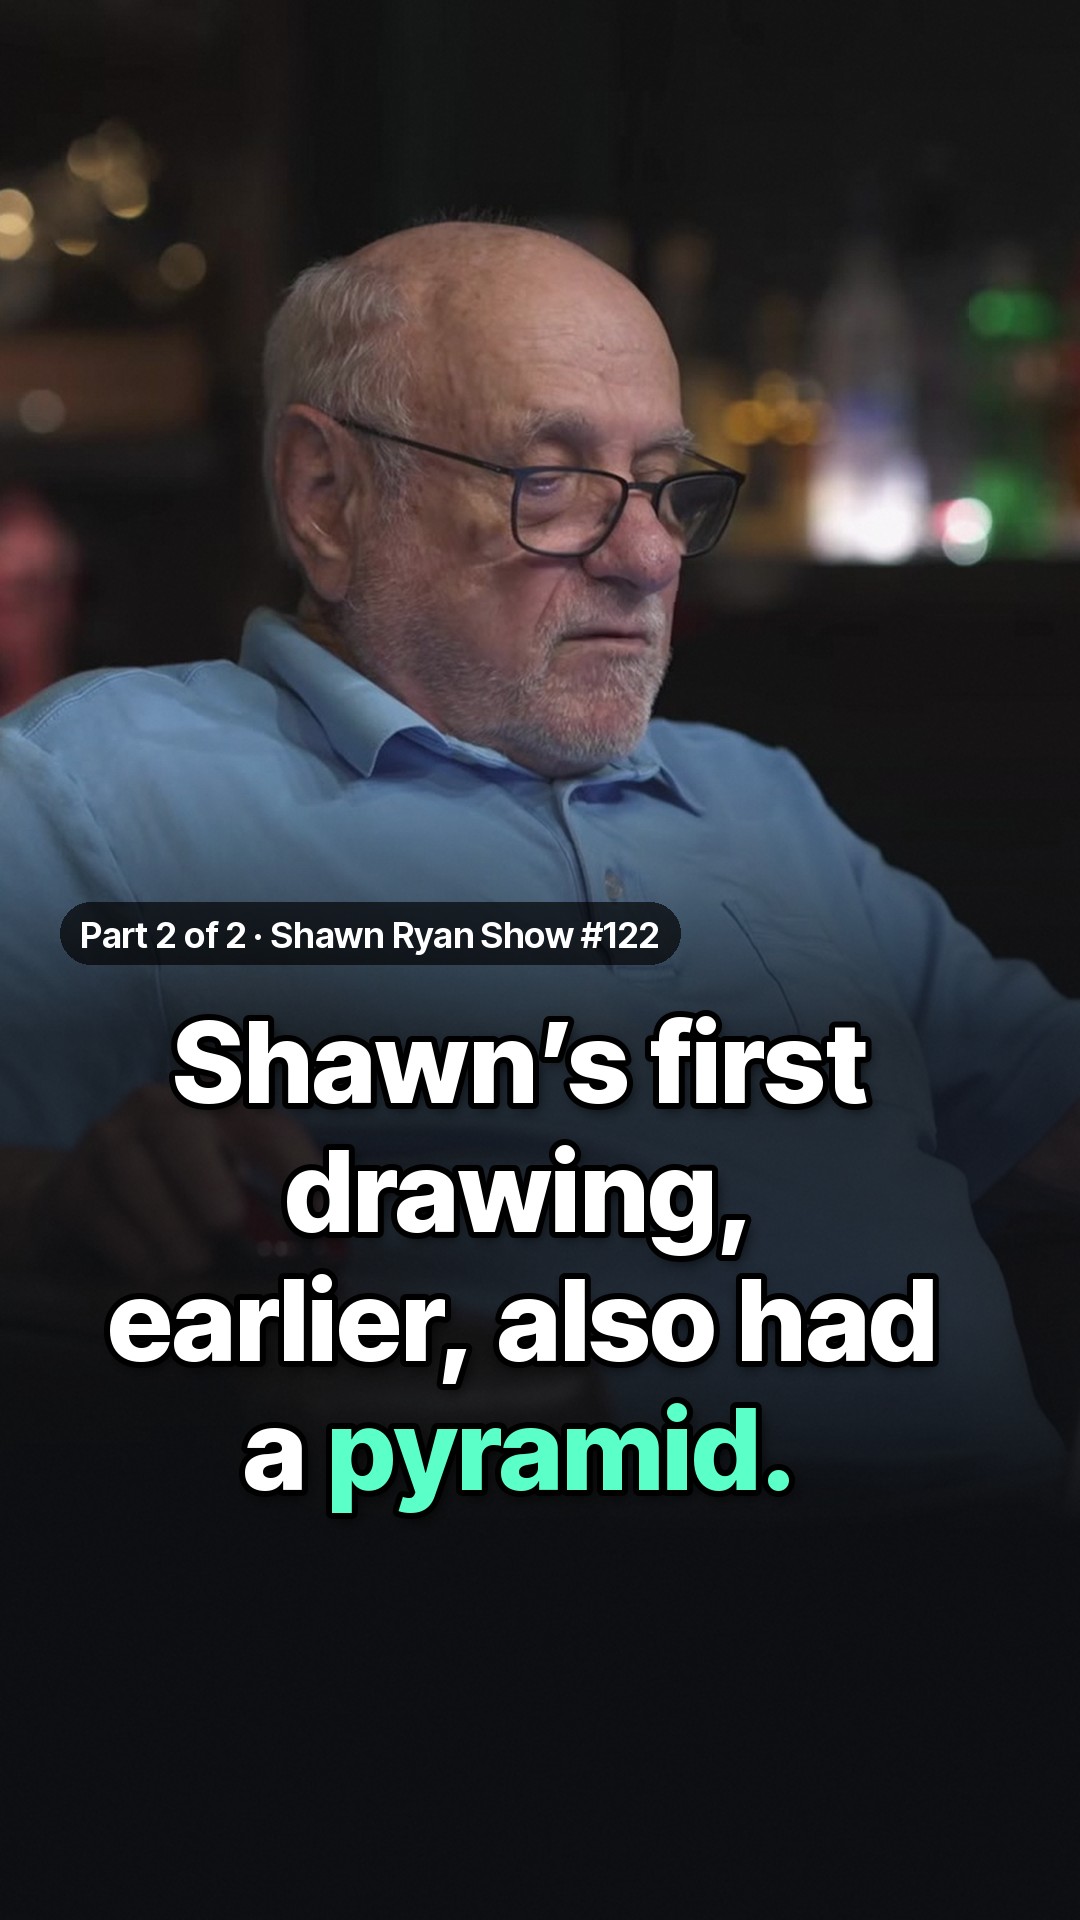 Part 2 of 2 · Shawn Ryan Show #122
Shawn’s first
drawing,
earlier, also had
a pyramid.